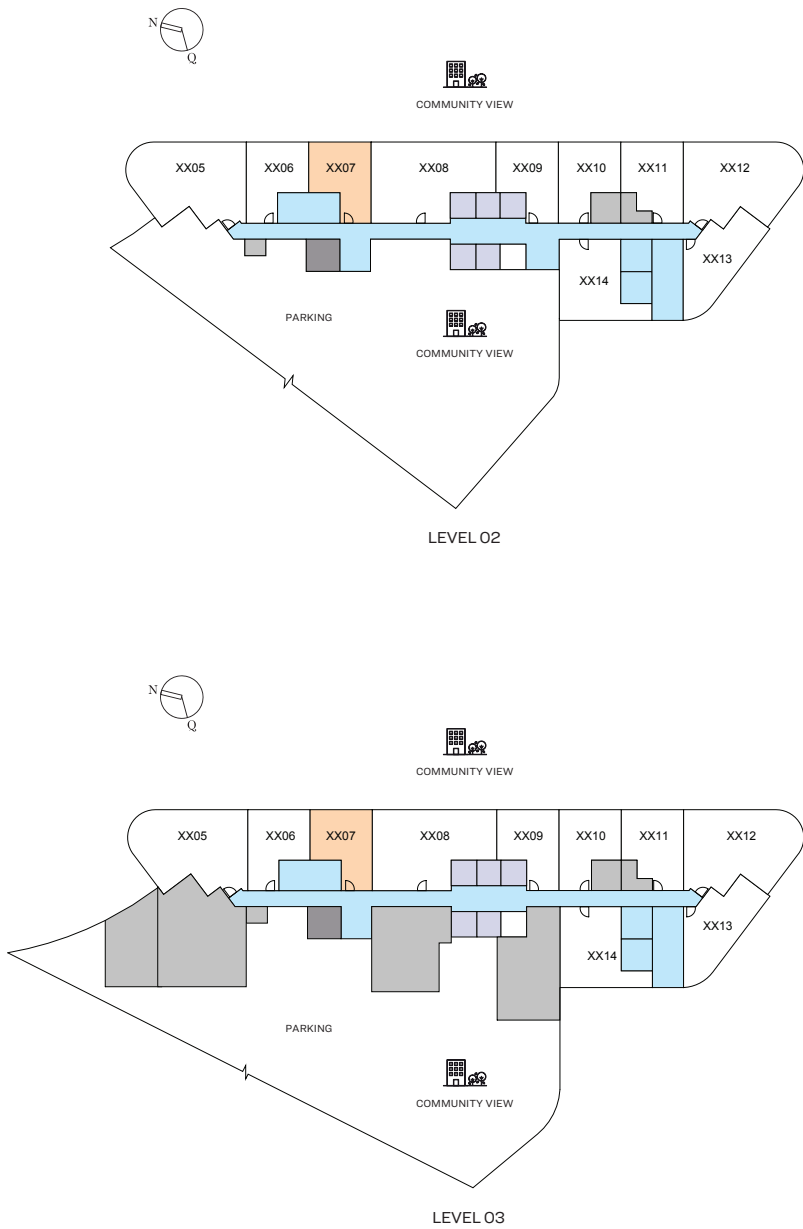 N
Q
COMMUNITY VIEW
XX05 XX06 XX07 XX08 XX09 XX10 XX11 XX12
XX13
XX14
PARKING
COMMUNITY VIEW
LEVEL 02
N
Q
COMMUNITY VIEW
XX05 XX06 XX07 XX08 XX09 XX10 XX11 XX12
XX13
XX14
PARKING
COMMUNITY VIEW
LEVEL 03